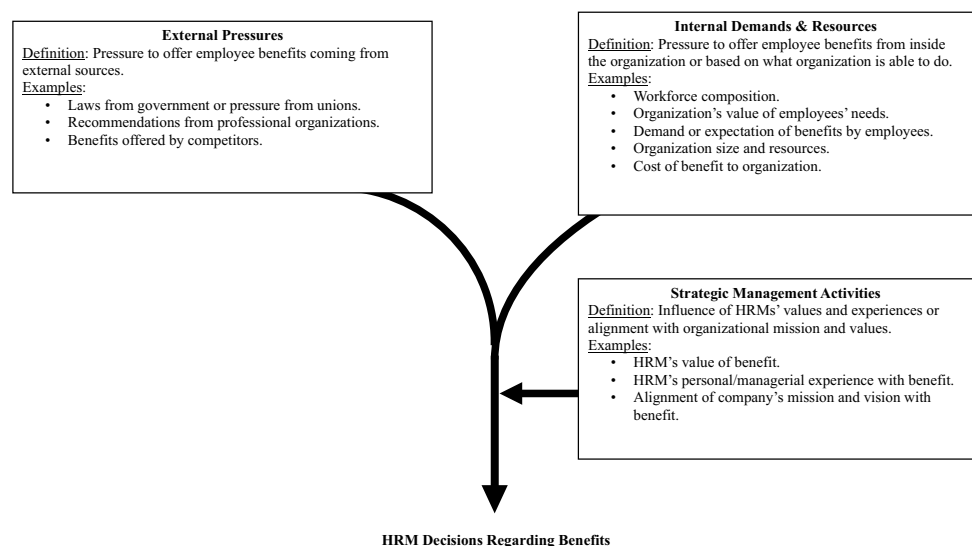 External Pressures
Definition: Pressure to offer employee benefits coming from
external sources.
Examples:
• Laws from government or pressure from unions.
• Recommendations from professional organizations.
• Benefits offered by competitors.
Internal Demands & Resources
Definition: Pressure to offer employee benefits from inside
the organization or based on what organization is able to do.
Examples:
• Workforce composition.
• Organization's value of employees' needs.
• Demand or expectation of benefits by employees.
• Organization size and resources.
• Cost of benefit to organization.
Strategic Management Activities
Definition: Influence of HRMs' values and experiences or
alignment with organizational mission and values.
Examples:
• HRM's value of benefit.
• HRM's personal/managerial experience with benefit.
• Alignment of company's mission and vision with
benefit.
HRM Decisions Regarding Benefits